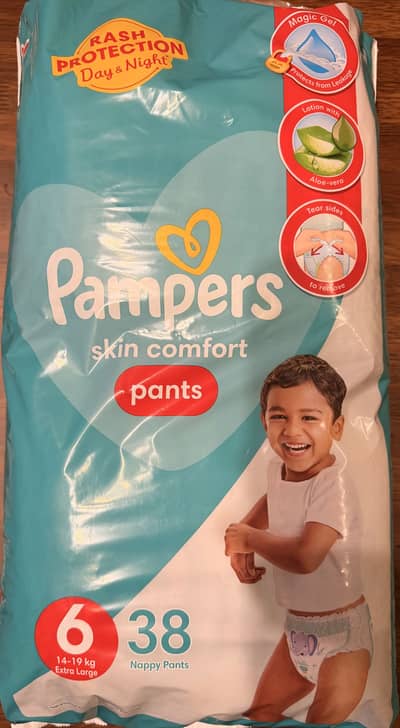 RASH
PROTECTION
Day & Night
Magic Gel
Protects from Leakage
Lotion with
Aloe-vera
Tear sides
to remove
Pampers
skin comfort
pants
6
14-19 kg
Extra Large
38
Nappy Pants